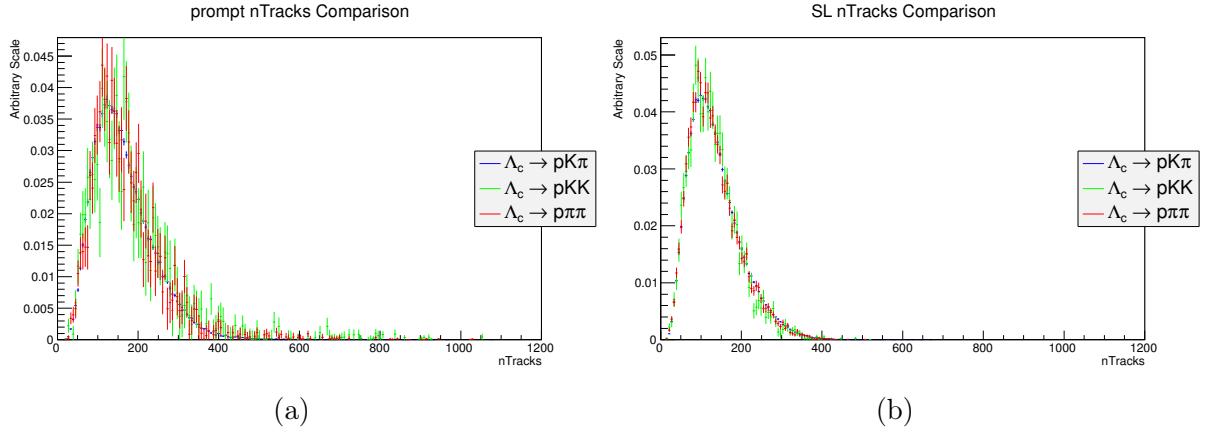 prompt nTracks Comparison
Arbitrary Scale
0.045
0.04
0.035
0.03
0.025
0.02
0.015
0.01
0.005
0
0 200 400 600 800 1000 1200
nTracks
Λc → pKπ
Λc → pKK
Λc → pππ
(a)
SL nTracks Comparison
Arbitrary Scale
0.05
0.04
0.03
0.02
0.01
0
0 200 400 600 800 1000 1200
nTracks
Λc → pKπ
Λc → pKK
Λc → pππ
(b)